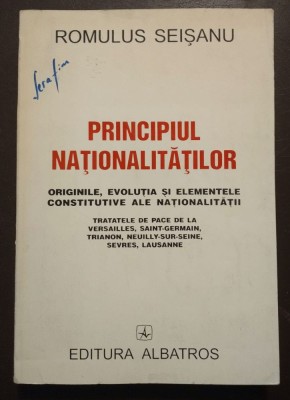 ROMULUS SEIȘANU
Serafim
PRINCIPIUL
NAȚIONALITĂȚILOR
ORIGINILE, EVOLUȚIA ȘI ELEMENTELE
CONSTITUTIVE ALE NAȚIONALITĂȚII
TRATATELE DE PACE DE LA
VERSAILLES, SAINT-GERMAIN,
TRIANON, NEUILLY-SUR-SEINE,
SEVRES, LAUSANNE
EDITURA ALBATROS